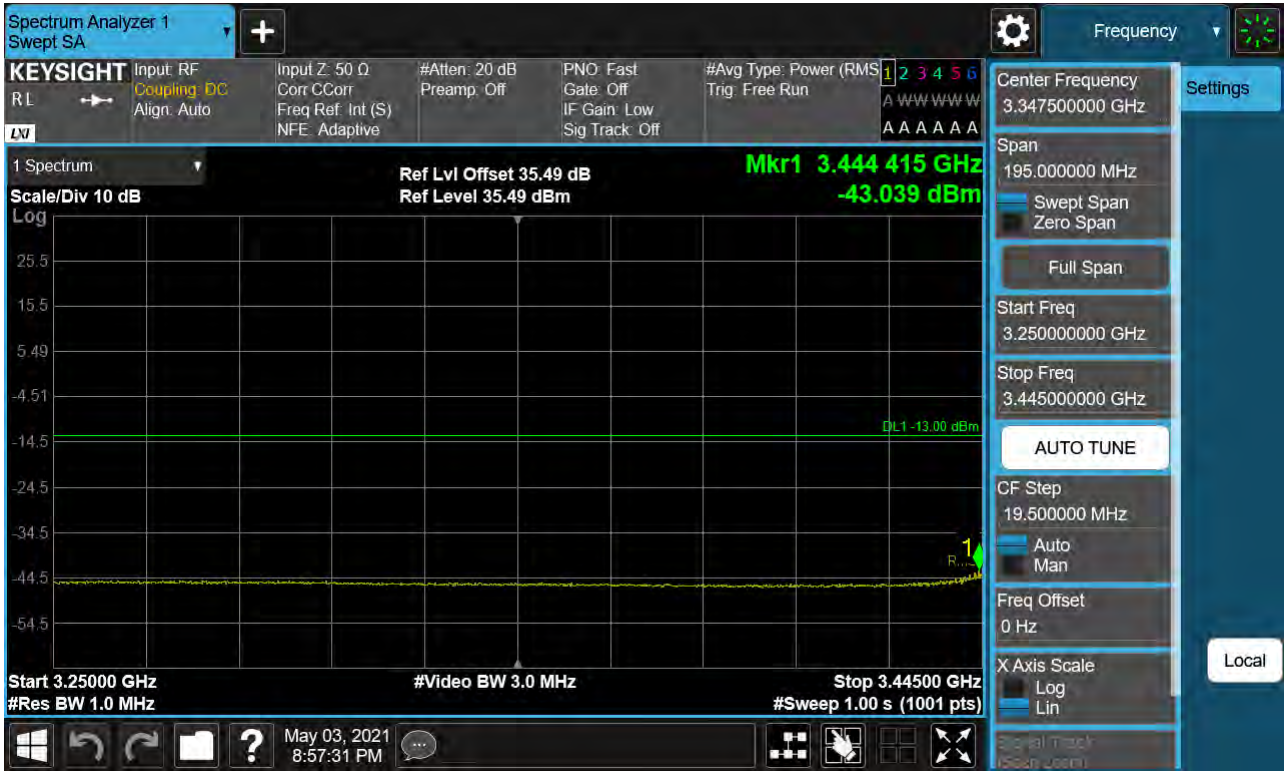 Spectrum Analyzer 1
Swept SA
+
Frequency
KEYSIGHT
RL
LXI
Input: RF
Coupling: DC
Align: Auto
Input Z: 50 Ω
Corr CCorr
Freq Ref: Int (S)
NFE: Adaptive
#Atten: 20 dB
Preamp: Off
PNO: Fast
Gate: Off
IF Gain: Low
Sig Track: Off
#Avg Type: Power (RMS
Trig: Free Run
1 2 3 4 5 6
A W W W W W
A A A A A A
1 Spectrum
Scale/Div 10 dB
Log
Ref Lvl Offset 35.49 dB
Ref Level 35.49 dBm
Mkr1 3.444 415 GHz
-43.039 dBm
25.5
15.5
5.49
-4.51
DL1 -13.00 dBm
-14.5
-24.5
-34.5
1
-44.5
-54.5
Start 3.25000 GHz
#Video BW 3.0 MHz
Stop 3.44500 GHz
#Res BW 1.0 MHz
#Sweep 1.00 s (1001 pts)
Center Frequency
3.347500000 GHz
Settings
Span
195.000000 MHz
Swept Span
Zero Span
Full Span
Start Freq
3.250000000 GHz
Stop Freq
3.445000000 GHz
AUTO TUNE
CF Step
19.500000 MHz
Auto
Man
Freq Offset
0 Hz
X Axis Scale
Log
Lin
Local
Signal Track
(Span Zoom)
?
May 03, 2021
8:57:31 PM